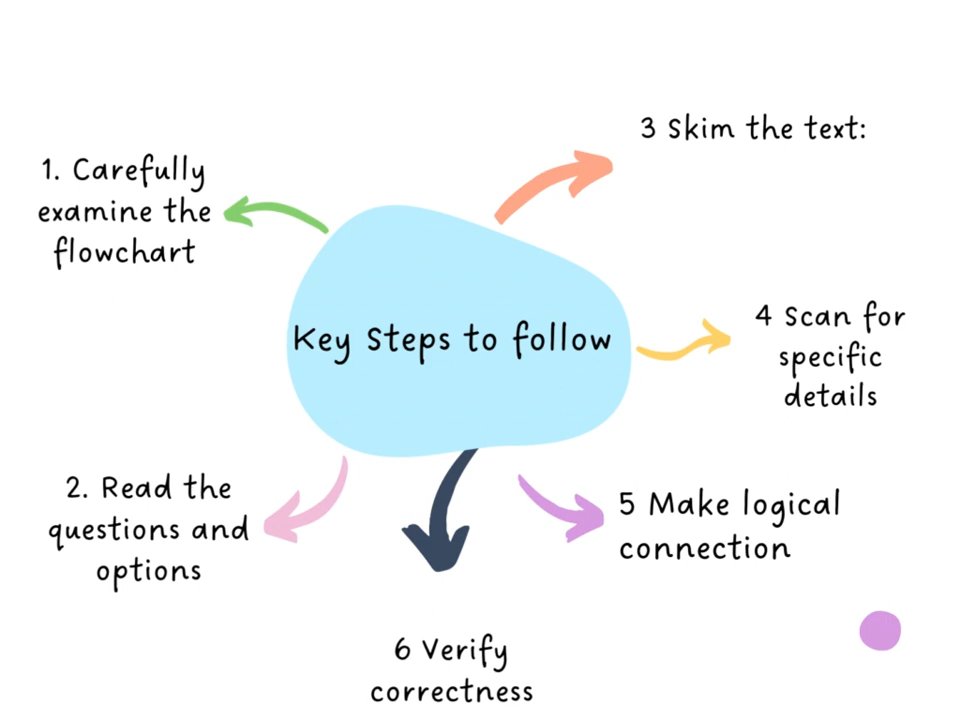 Key Steps to follow
1. Carefully
examine the
flowchart
2. Read the
questions and
options
3 Skim the text:
4 Scan for
specific
details
5 Make logical
connection
6 Verify
correctness